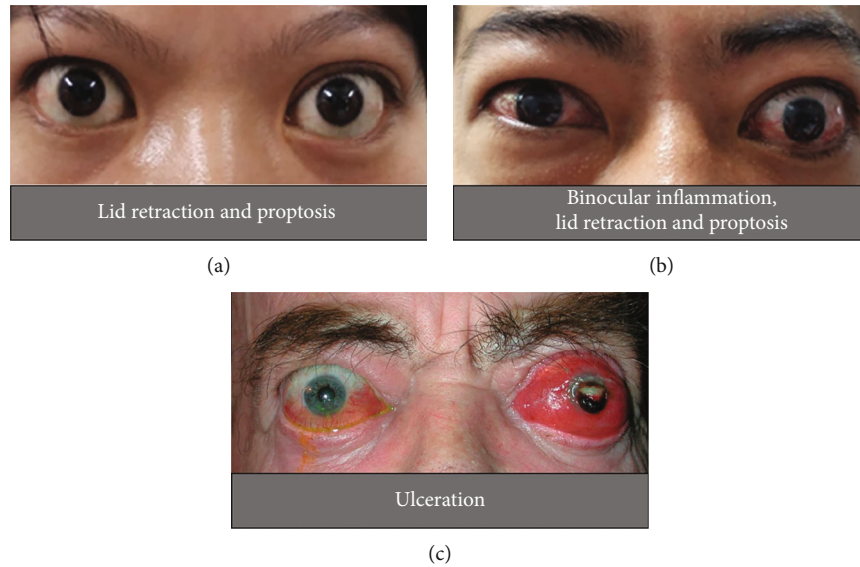 Lid retraction and proptosis
(a)
Binocular inflammation,
lid retraction and proptosis
(b)
Ulceration
(c)